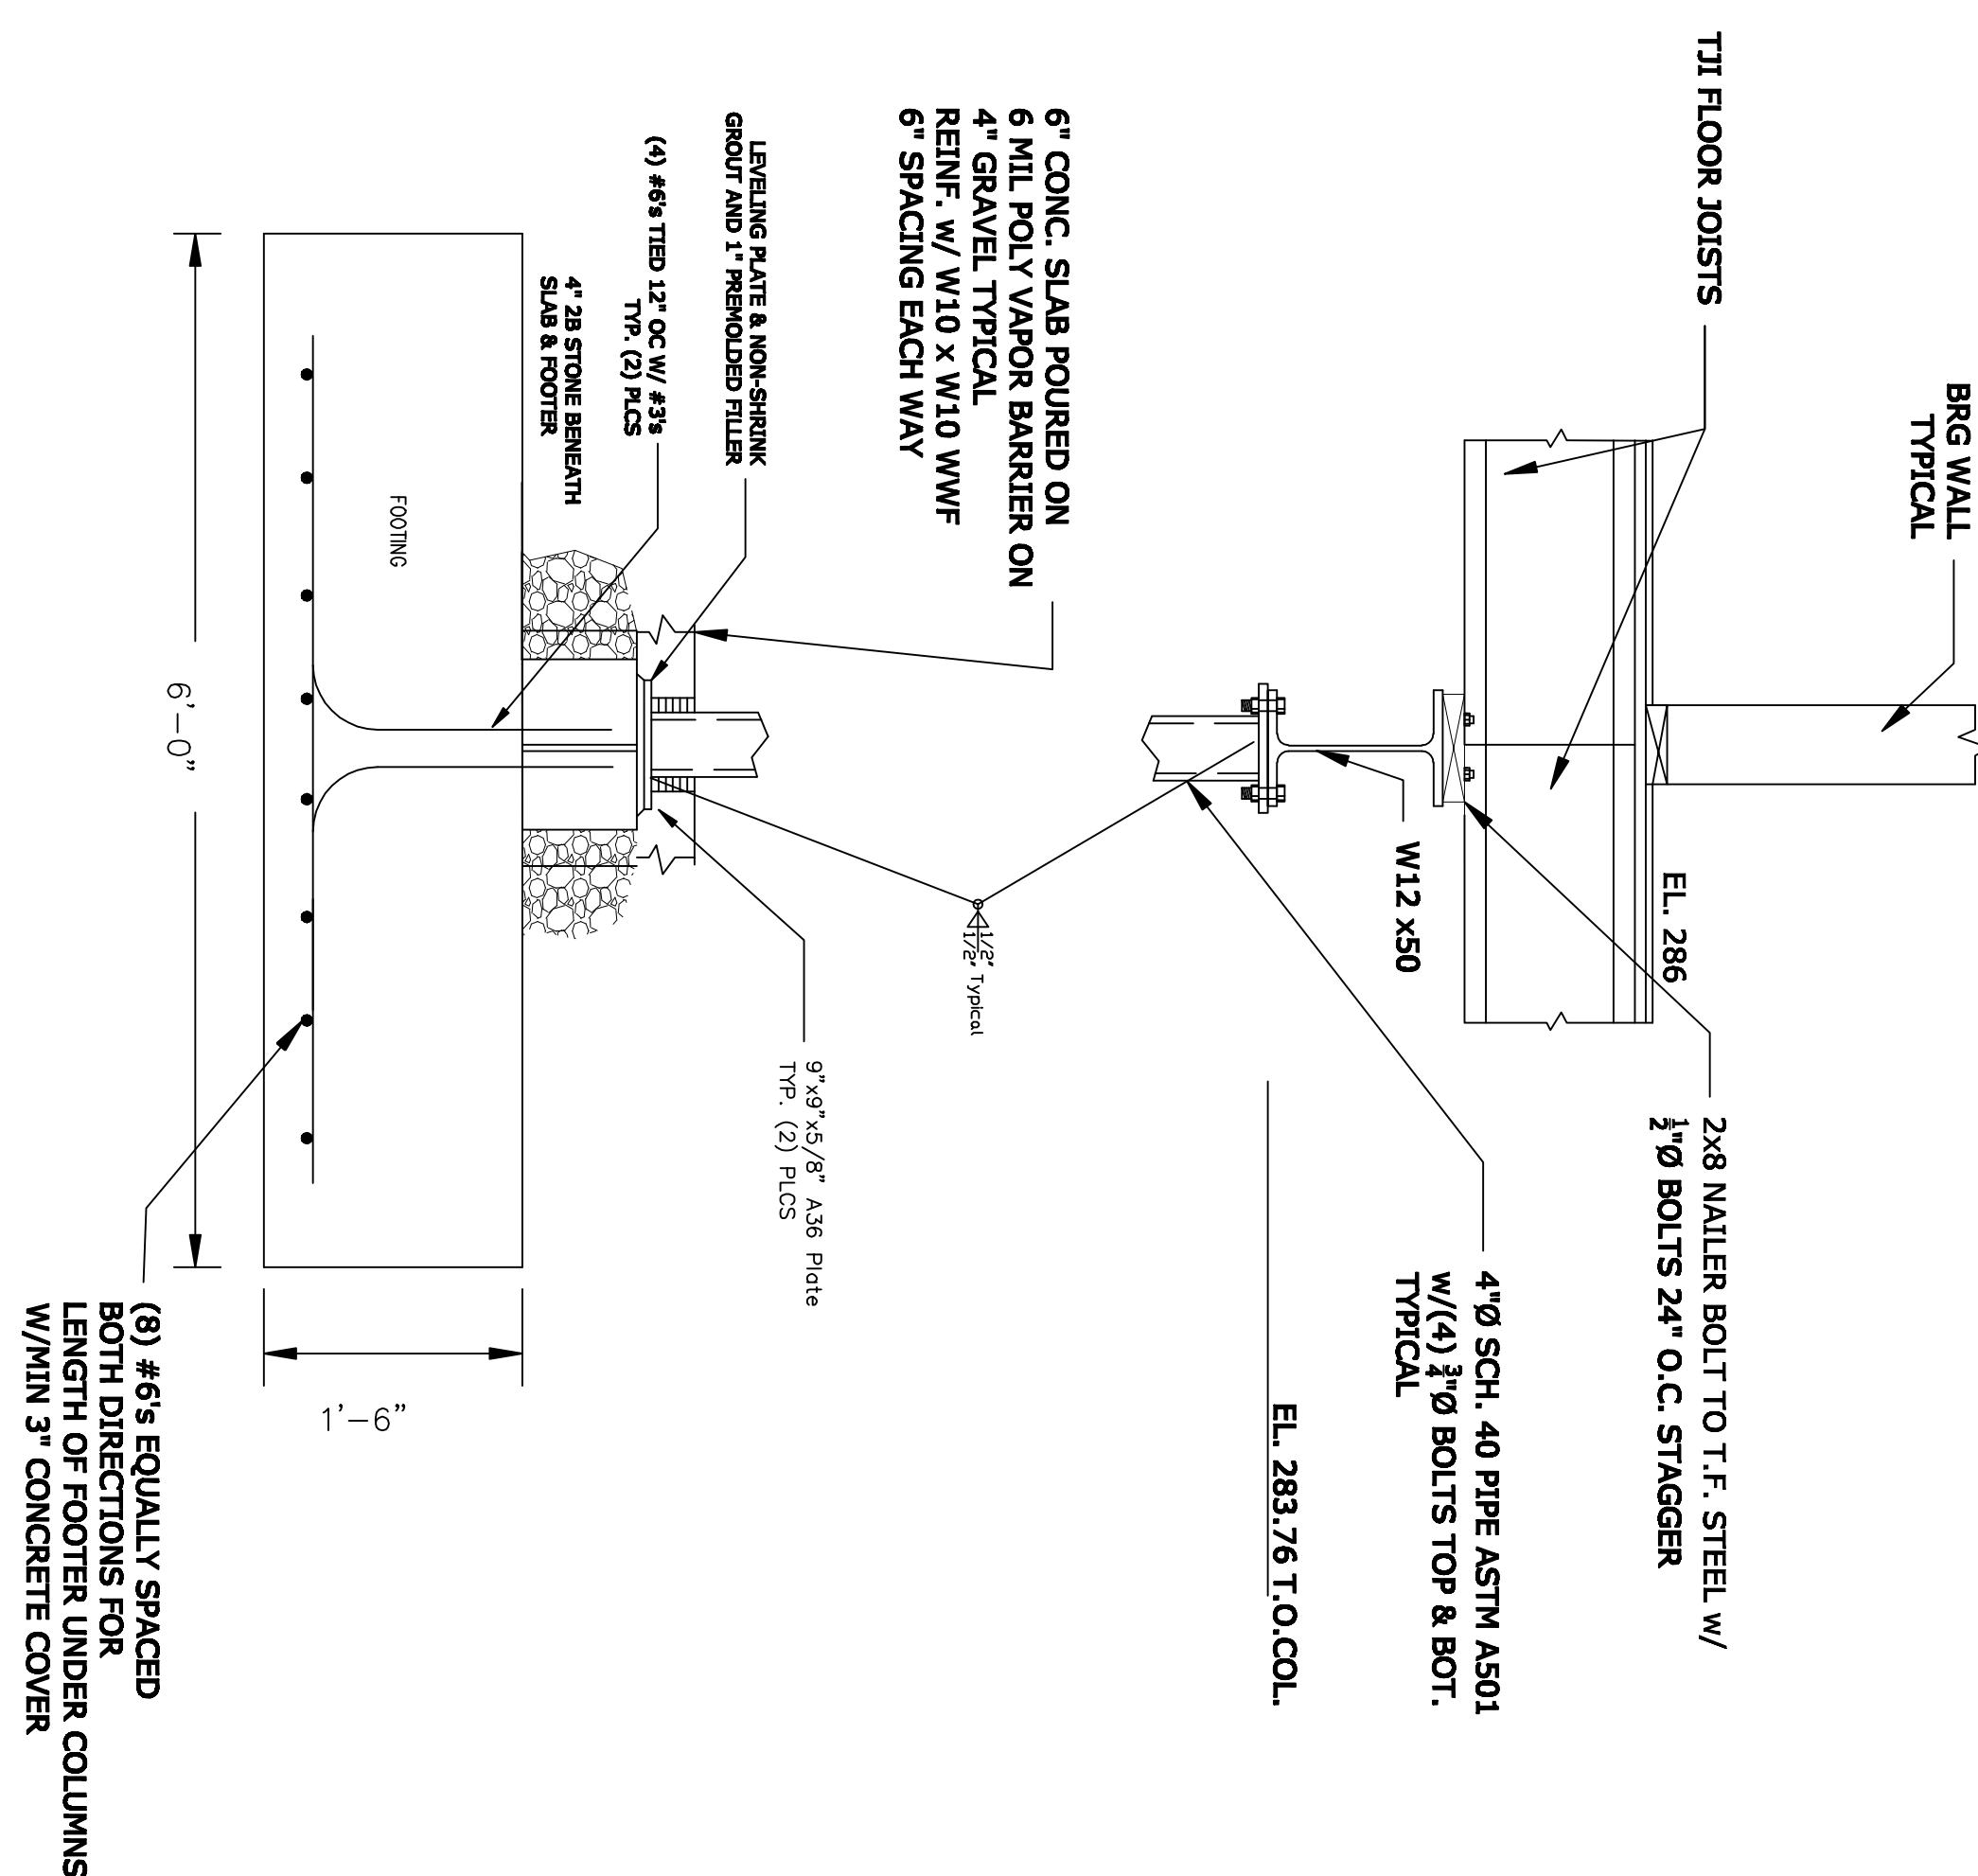 BRG WALL
TYPICAL
TJI FLOOR JOISTS
EL. 286
2x8 NAILER BOLT TO T.F. STEEL W/
½"Ø BOLTS 24" O.C. STAGGER
W12 x50
4"Ø SCH. 40 PIPE ASTM A501
W/(4) ¾"Ø BOLTS TOP & BOT.
TYPICAL
EL. 283.76 T.O.COL.
6" CONC. SLAB POURED ON
6 MIL POLY VAPOR BARRIER ON
4" GRAVEL TYPICAL
REINF. W/ W10 x W10 WWF
6" SPACING EACH WAY
1/2"
1/2" Typical
LEVELING PLATE & NON-SHRINK
GROUT AND 1" PREMOLDED FILLER
9"x9"x5/8" A36 Plate
TYP. (2) PLCS
(4) #6's TIED 12" OC W/ #3's
TYP. (2) PLCS
4" 2B STONE BENEATH
SLAB & FOOTER
FOOTING
1'-6"
6'-0"
(8) #6's EQUALLY SPACED
BOTH DIRECTIONS FOR
LENGTH OF FOOTER UNDER COLUMNS
W/MIN 3" CONCRETE COVER